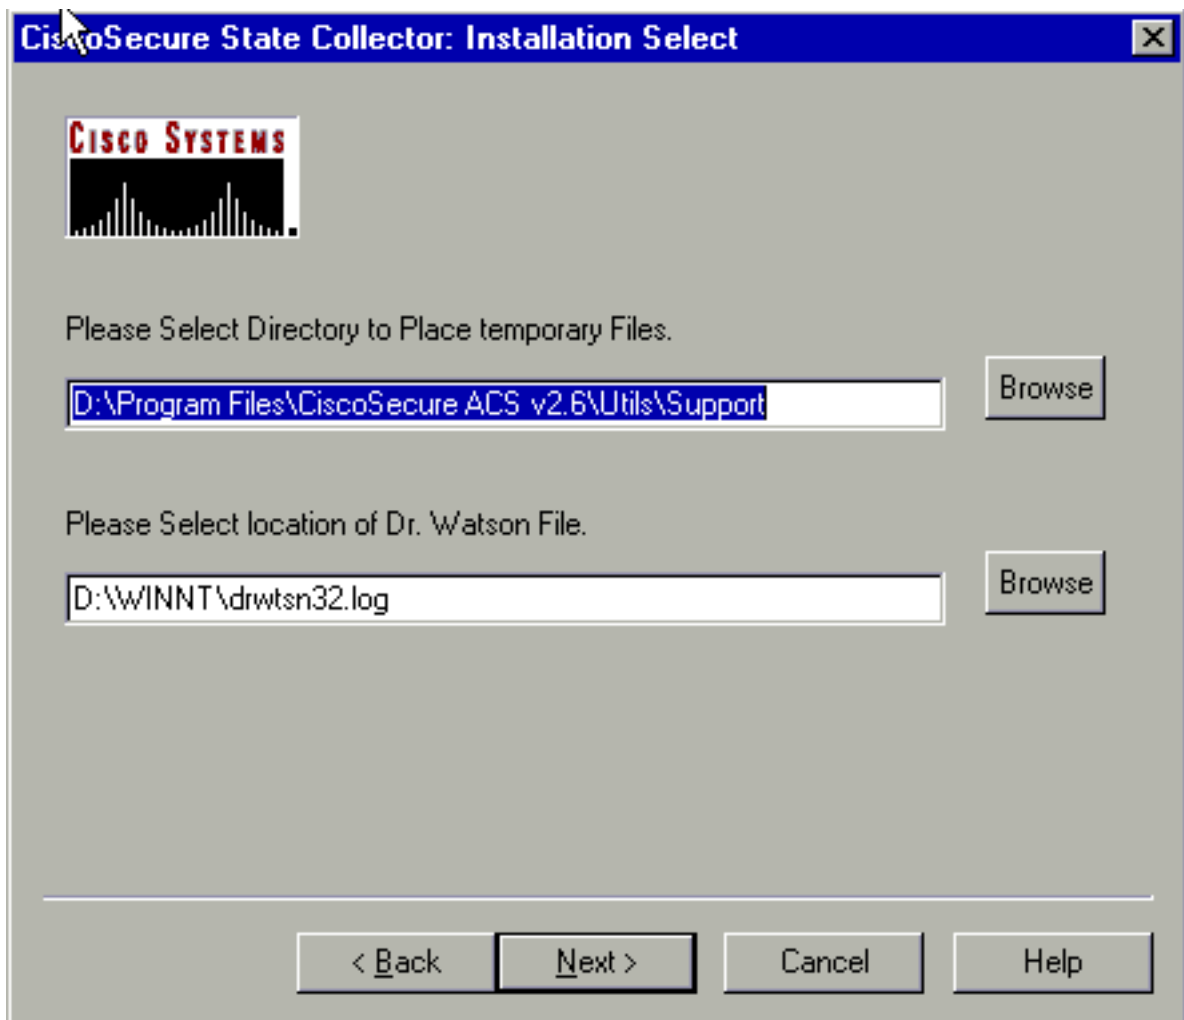 CiscoSecure State Collector: Installation Select
CISCO SYSTEMS
Please Select Directory to Place temporary Files.
D:\Program Files\CiscoSecure ACS v2.6\Utils\Support
Browse
Please Select location of Dr. Watson File.
D:\WINNT\drwtsn32.log
Browse
< Back Next > Cancel Help